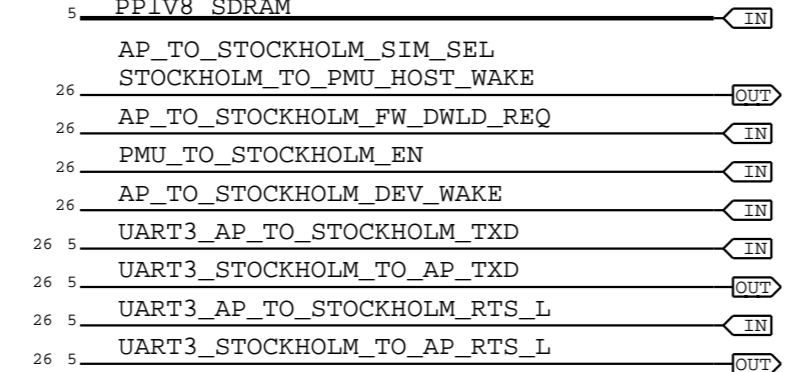 5 PP1V8_SDRAM IN
AP_TO_STOCKHOLM_SIM_SEL
26 STOCKHOLM_TO_PMU_HOST_WAKE OUT
26 AP_TO_STOCKHOLM_FW_DWLD_REQ IN
26 PMU_TO_STOCKHOLM_EN IN
26 AP_TO_STOCKHOLM_DEV_WAKE IN
26 5 UART3_AP_TO_STOCKHOLM_TXD IN
26 5 UART3_STOCKHOLM_TO_AP_TXD OUT
26 5 UART3_AP_TO_STOCKHOLM_RTS_L IN
26 5 UART3_STOCKHOLM_TO_AP_RTS_L OUT